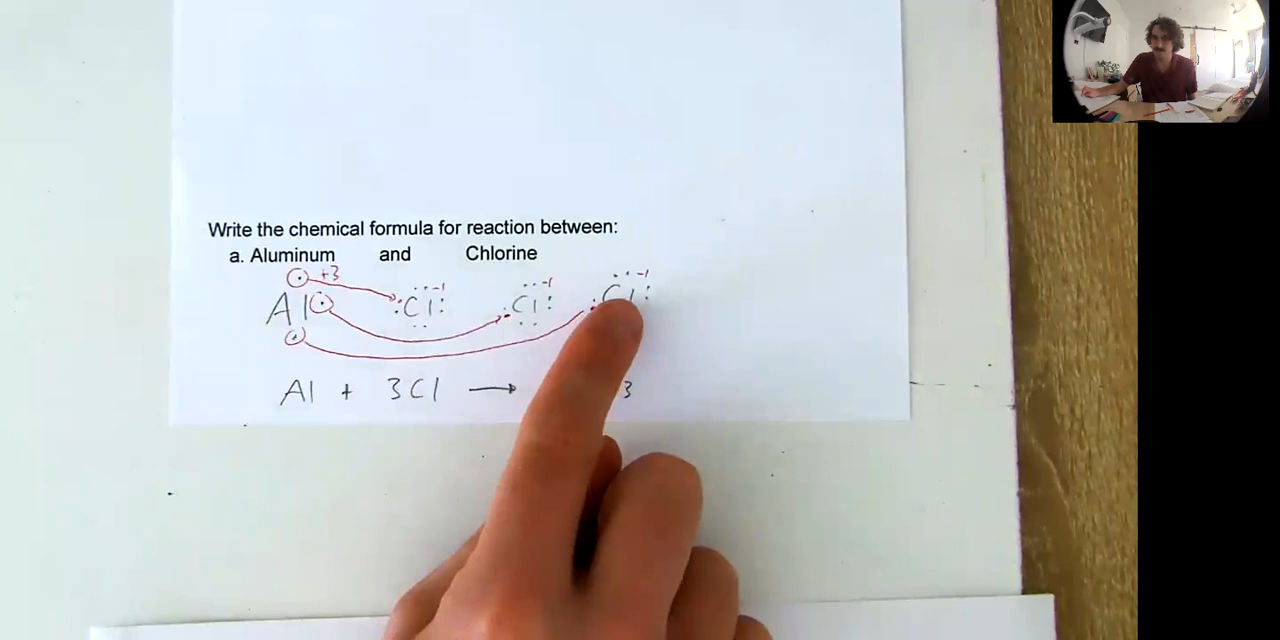 Write the chemical formula for reaction between:
a. Aluminum and Chlorine
+3 -1 -1 -1
Al Cl Cl Cl
Al + 3Cl → 3